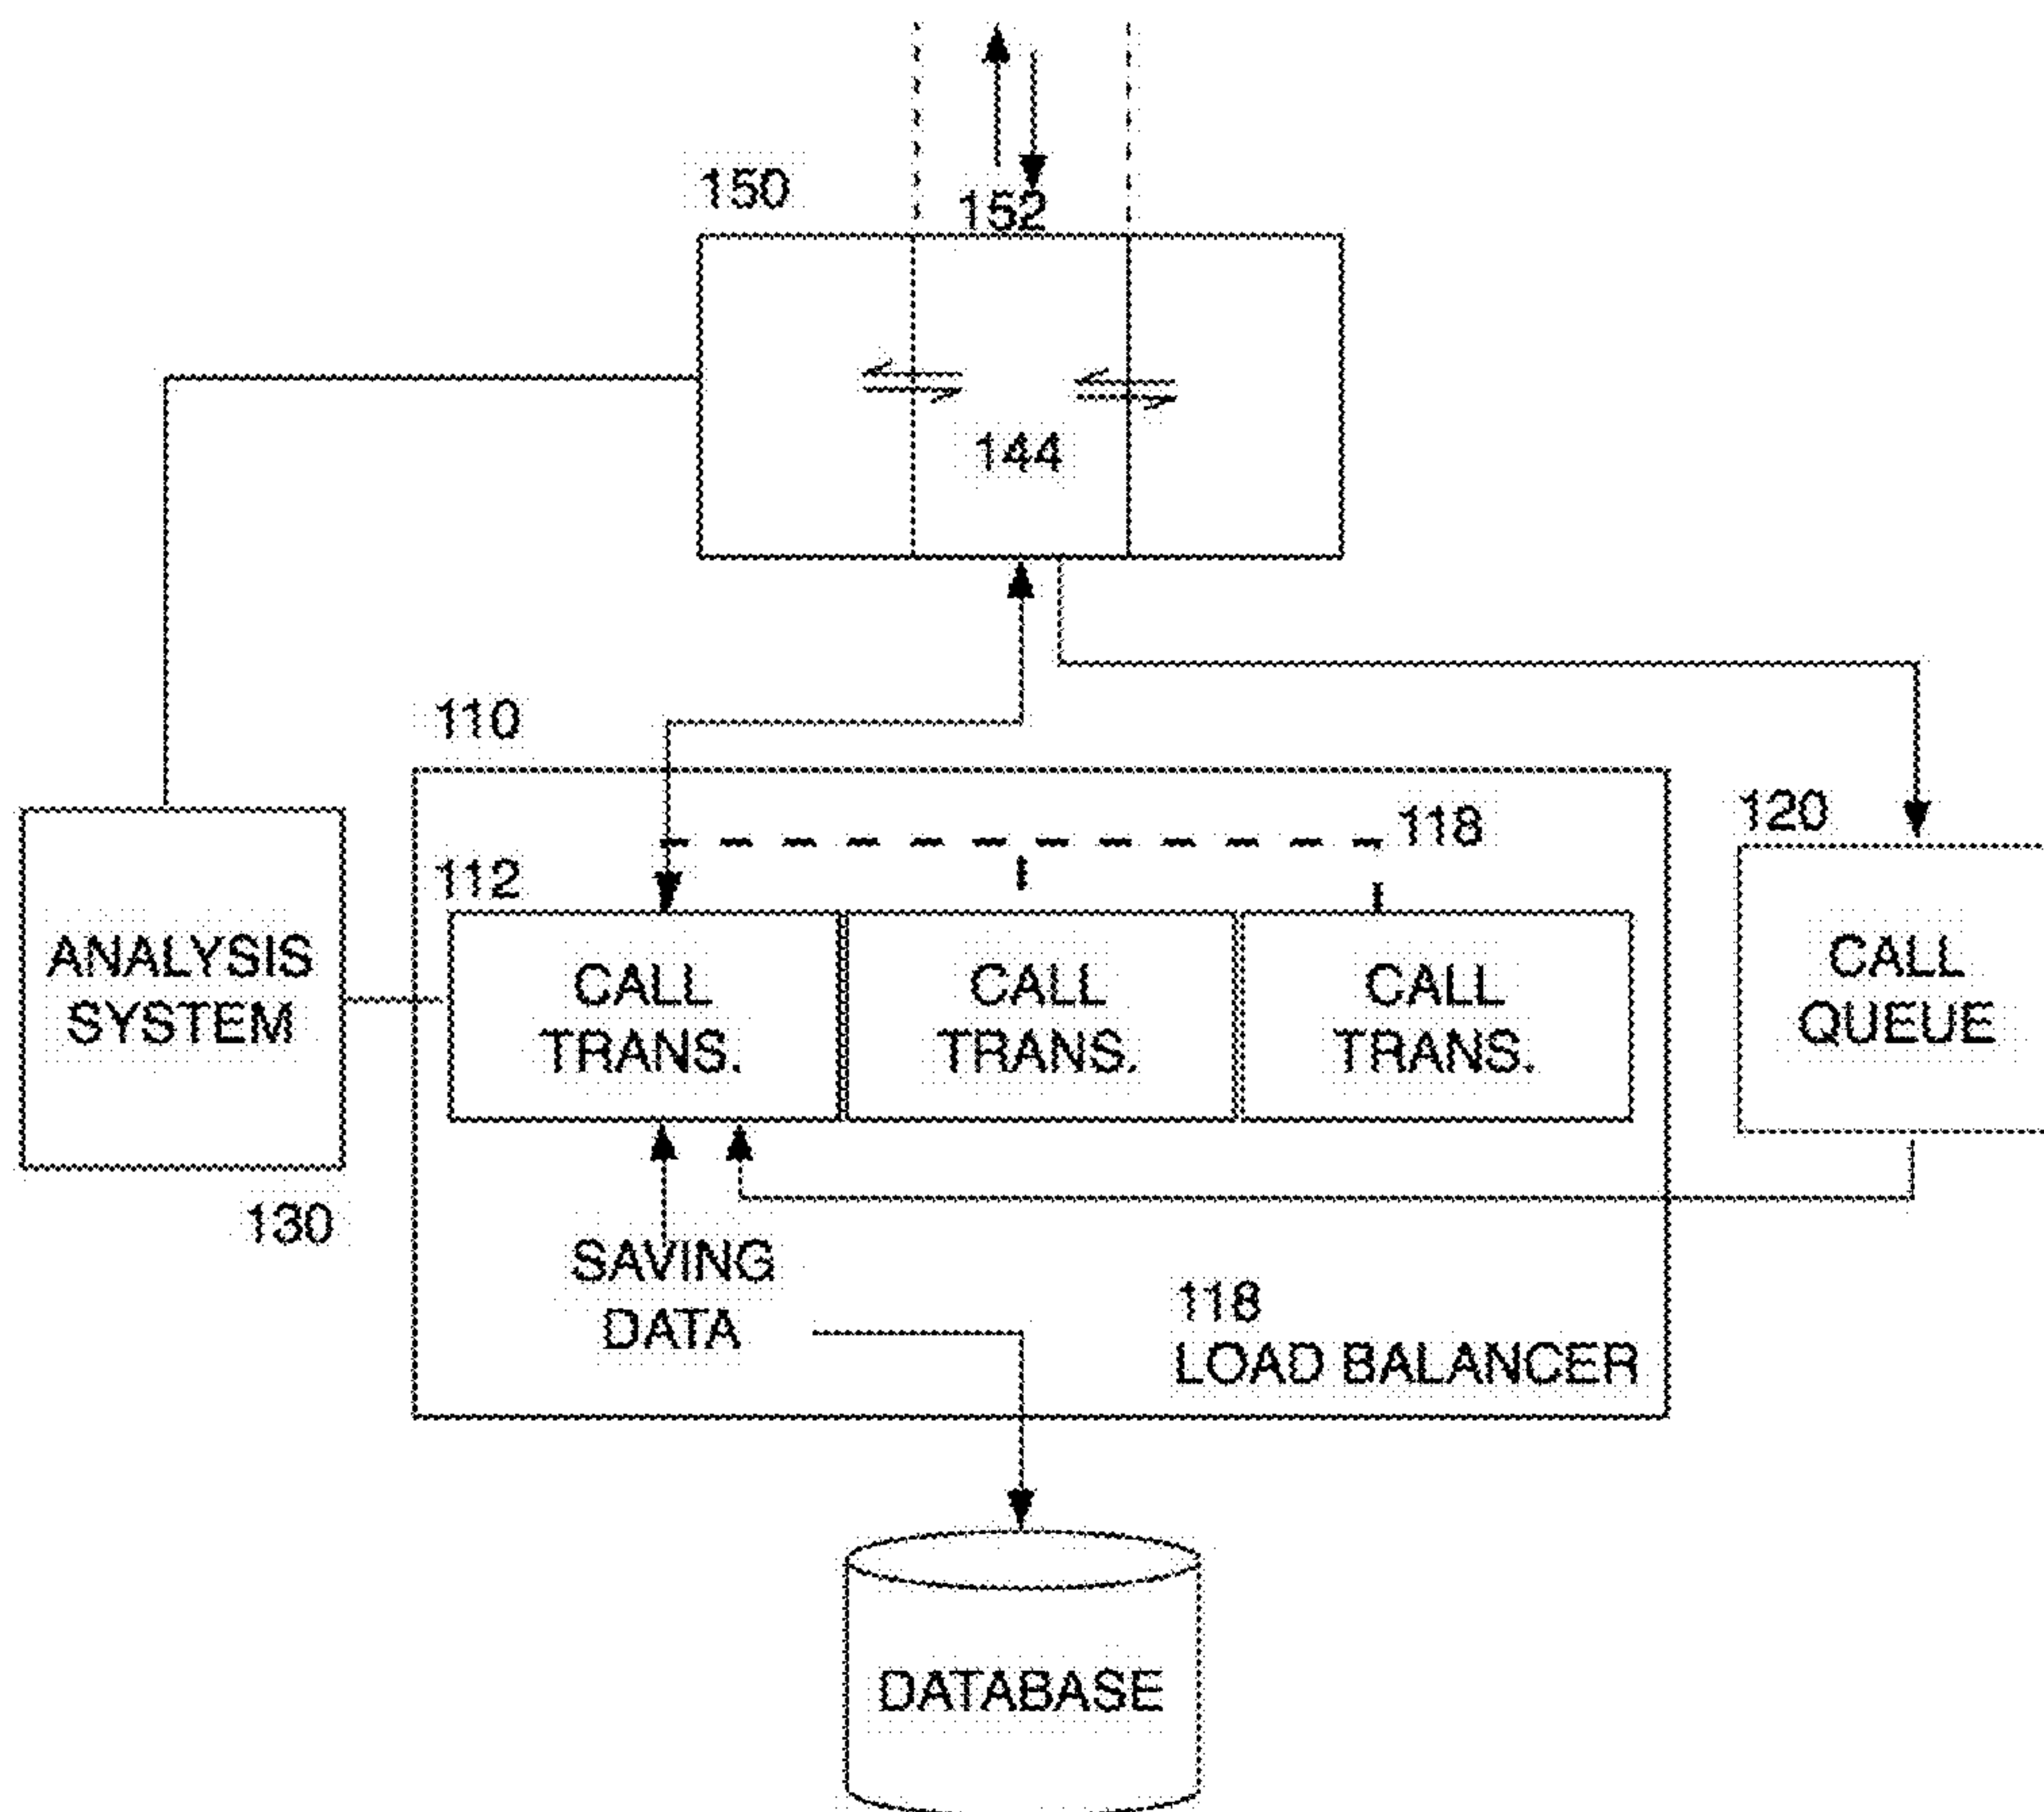 150
152
144
110
118
120
112
ANALYSIS
SYSTEM
CALL
TRANS.
CALL
TRANS.
CALL
TRANS.
CALL
QUEUE
130
SAVING
DATA
118
LOAD BALANCER
DATABASE